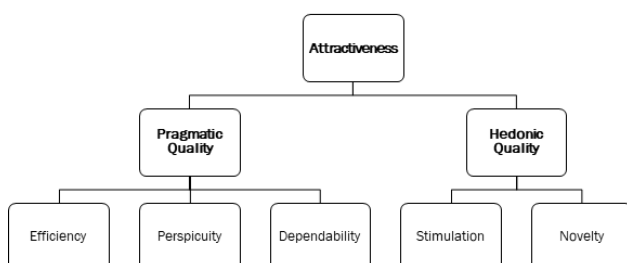 Attractiveness
Pragmatic
Quality
Hedonic
Quality
Efficiency
Perspicuity
Dependability
Stimulation
Novelty